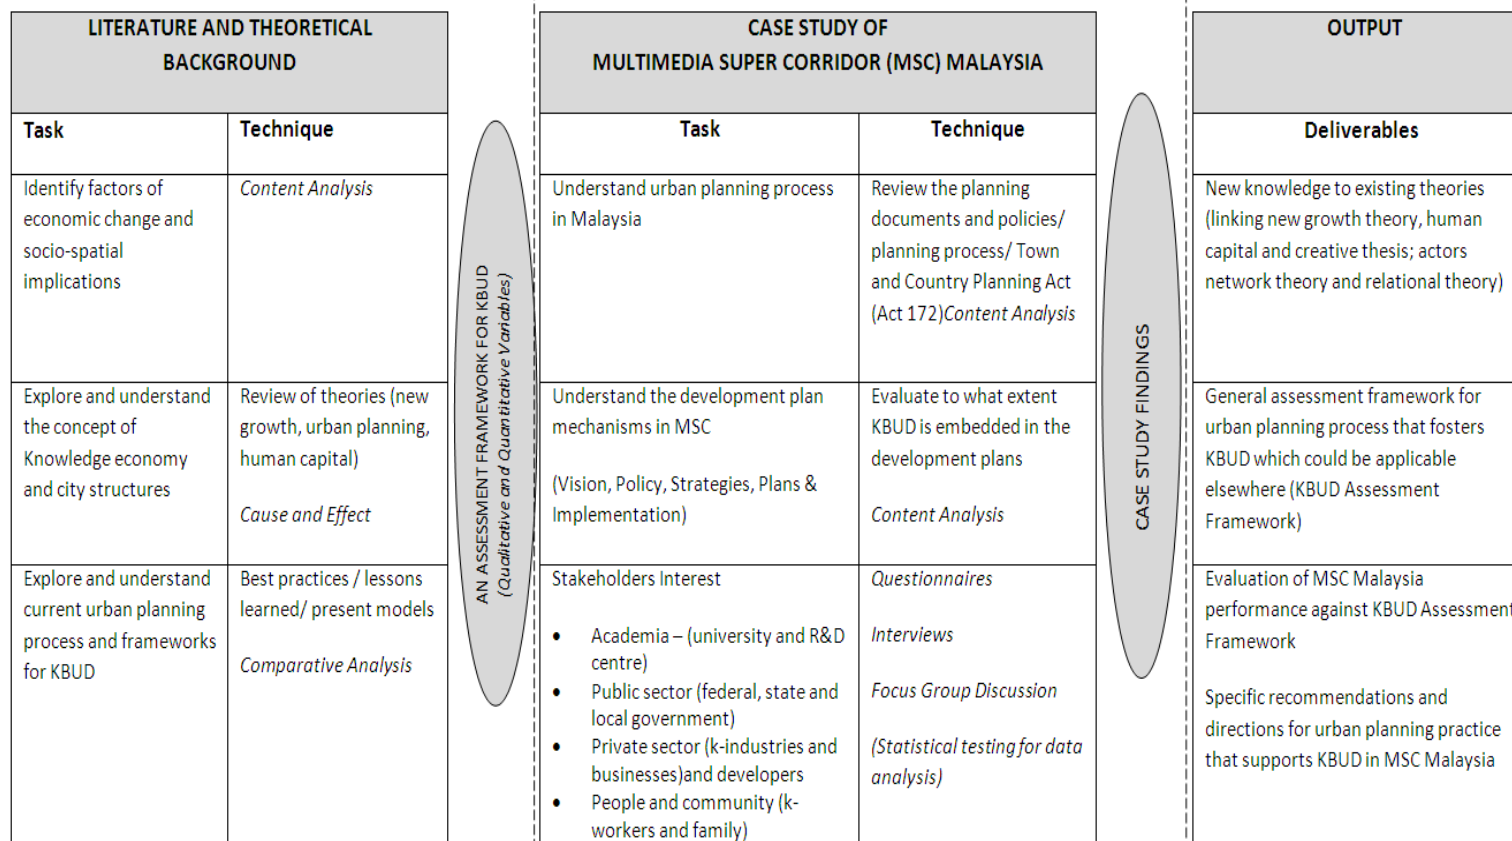 LITERATURE AND THEORETICAL
BACKGROUND
Task
Technique
Identify factors of
economic change and
socio-spatial
implications
Content Analysis
Explore and understand
the concept of
Knowledge economy
and city structures
Review of theories (new
growth, urban planning,
human capital)
Cause and Effect
Explore and understand
current urban planning
process and frameworks
for KBUD
Best practices / lessons
learned/ present models
Comparative Analysis
AN ASSESSMENT FRAMEWORK FOR KBUD
(Qualitative and Quantitative Variables)
CASE STUDY OF
MULTIMEDIA SUPER CORRIDOR (MSC) MALAYSIA
Task
Technique
Understand urban planning process
in Malaysia
Review the planning
documents and policies/
planning process/ Town
and Country Planning Act
(Act 172)Content Analysis
Understand the development plan
mechanisms in MSC
(Vision, Policy, Strategies, Plans &
Implementation)
Evaluate to what extent
KBUD is embedded in the
development plans
Content Analysis
Stakeholders Interest
• Academia – (university and R&D
centre)
• Public sector (federal, state and
local government)
• Private sector (k-industries and
businesses)and developers
• People and community (k-
workers and family)
Questionnaires
Interviews
Focus Group Discussion
(Statistical testing for data
analysis)
CASE STUDY FINDINGS
OUTPUT
Deliverables
New knowledge to existing theories
(linking new growth theory, human
capital and creative thesis; actors
network theory and relational theory)
General assessment framework for
urban planning process that fosters
KBUD which could be applicable
elsewhere (KBUD Assessment
Framework)
Evaluation of MSC Malaysia
performance against KBUD Assessment
Framework
Specific recommendations and
directions for urban planning practice
that supports KBUD in MSC Malaysia